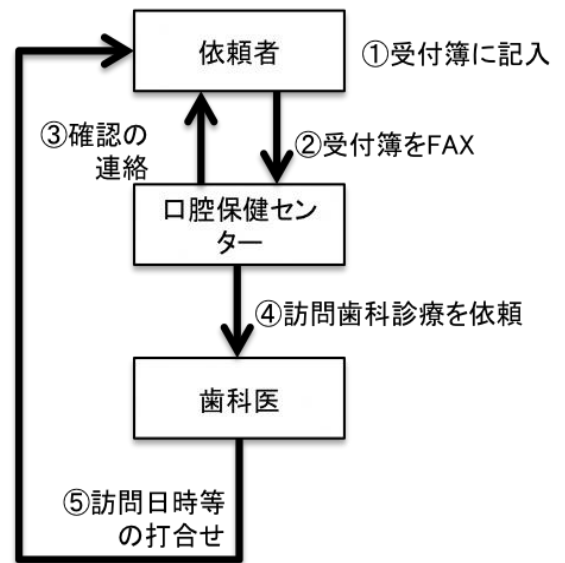 依頼者
①受付簿に記入
③確認の
連絡
②受付簿をFAX
口腔保健セン
ター
④訪問歯科診療を依頼
歯科医
⑤訪問日時等
の打合せ